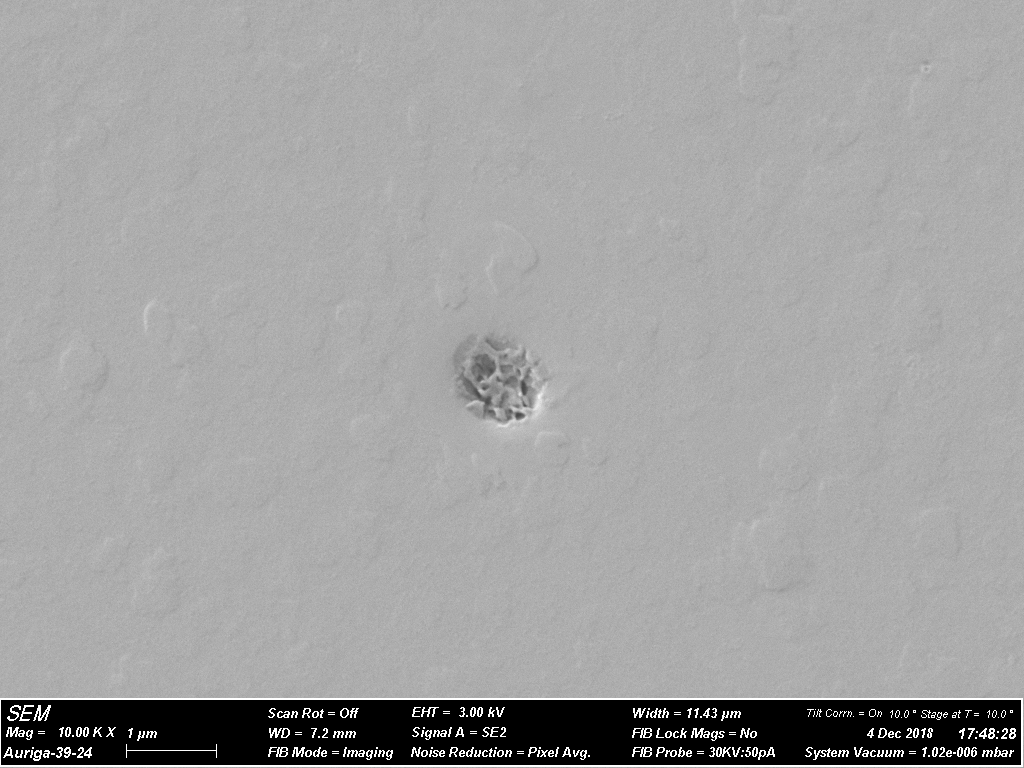 SEM Scan Rot = Off EHT = 3.00 kV Width = 11.43 µm Tilt Corrn. = On 10.0 ° Stage at T = 10.0 °
Mag = 10.00 K X 1 µm WD = 7.2 mm Signal A = SE2 FIB Lock Mags = No 4 Dec 2018 17:48:28
Auriga-39-24 FIB Mode = Imaging Noise Reduction = Pixel Avg. FIB Probe = 30KV:50pA System Vacuum = 1.02e-006 mbar